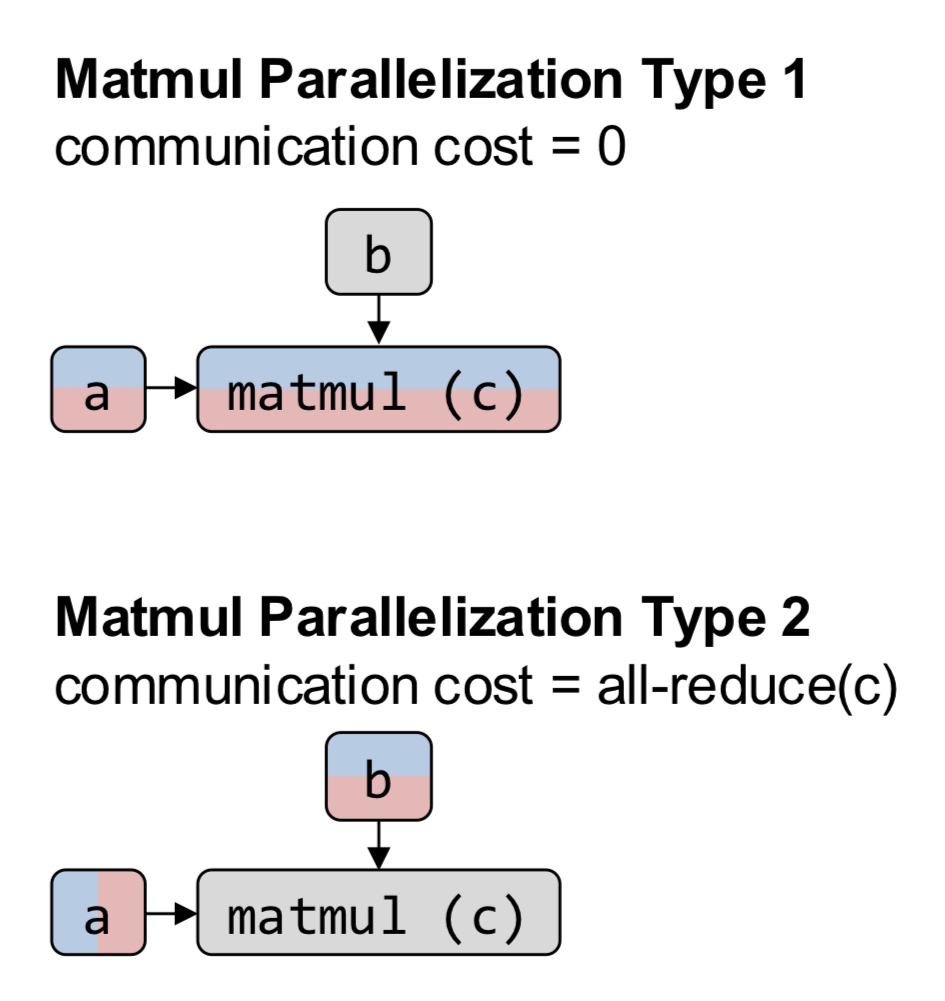 Matmul Parallelization Type 1
communication cost = 0
b
a
matmul (c)
Matmul Parallelization Type 2
communication cost = all-reduce(c)
b
a
matmul (c)